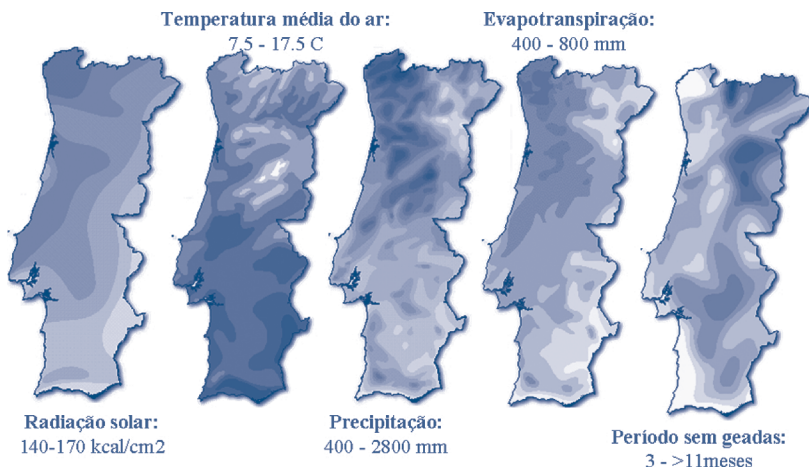 Temperatura média do ar:
7.5 - 17.5 C
Evapotranspiração:
400 - 800 mm
Radiação solar:
140-170 kcal/cm2
Precipitação:
400 - 2800 mm
Período sem geadas:
3 - >11meses